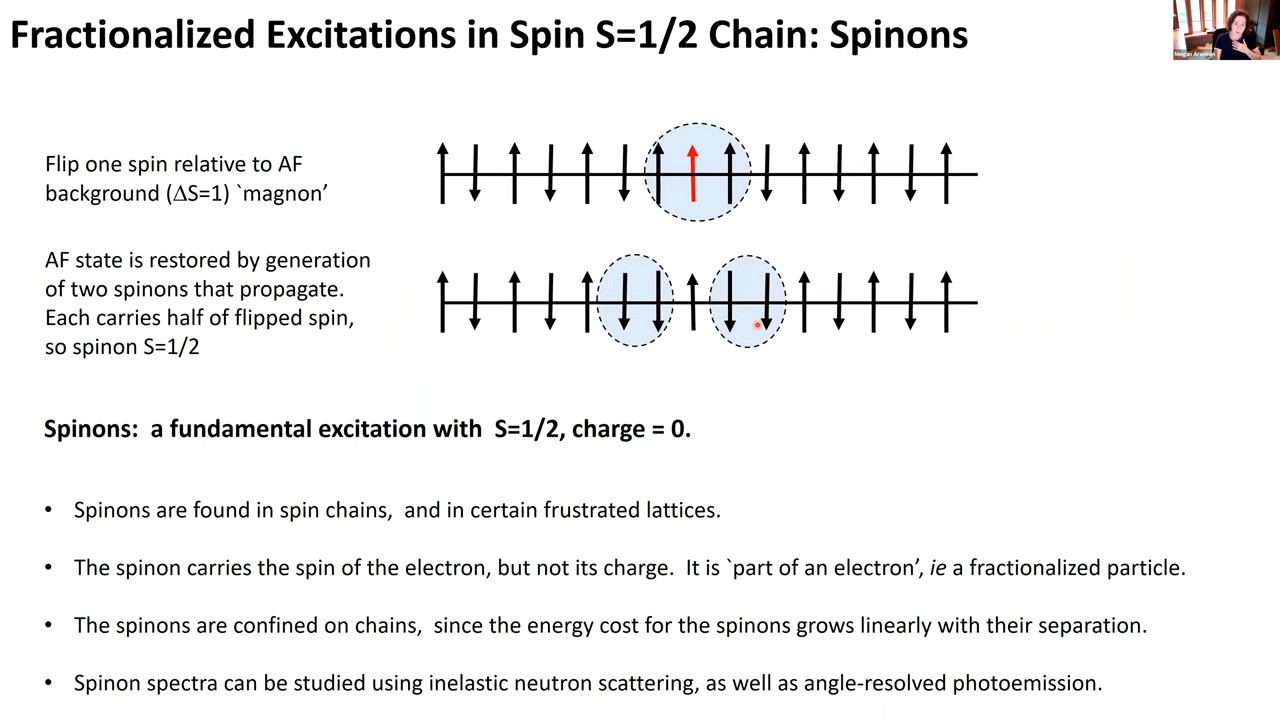 Fractionalized Excitations in Spin S=1/2 Chain: Spinons
Megan Aronson
Flip one spin relative to AF
background (ΔS=1) `magnon’
AF state is restored by generation
of two spinons that propagate.
Each carries half of flipped spin,
so spinon S=1/2
Spinons: a fundamental excitation with S=1/2, charge = 0.
• Spinons are found in spin chains, and in certain frustrated lattices.
• The spinon carries the spin of the electron, but not its charge. It is `part of an electron’, ie a fractionalized particle.
• The spinons are confined on chains, since the energy cost for the spinons grows linearly with their separation.
• Spinon spectra can be studied using inelastic neutron scattering, as well as angle-resolved photoemission.